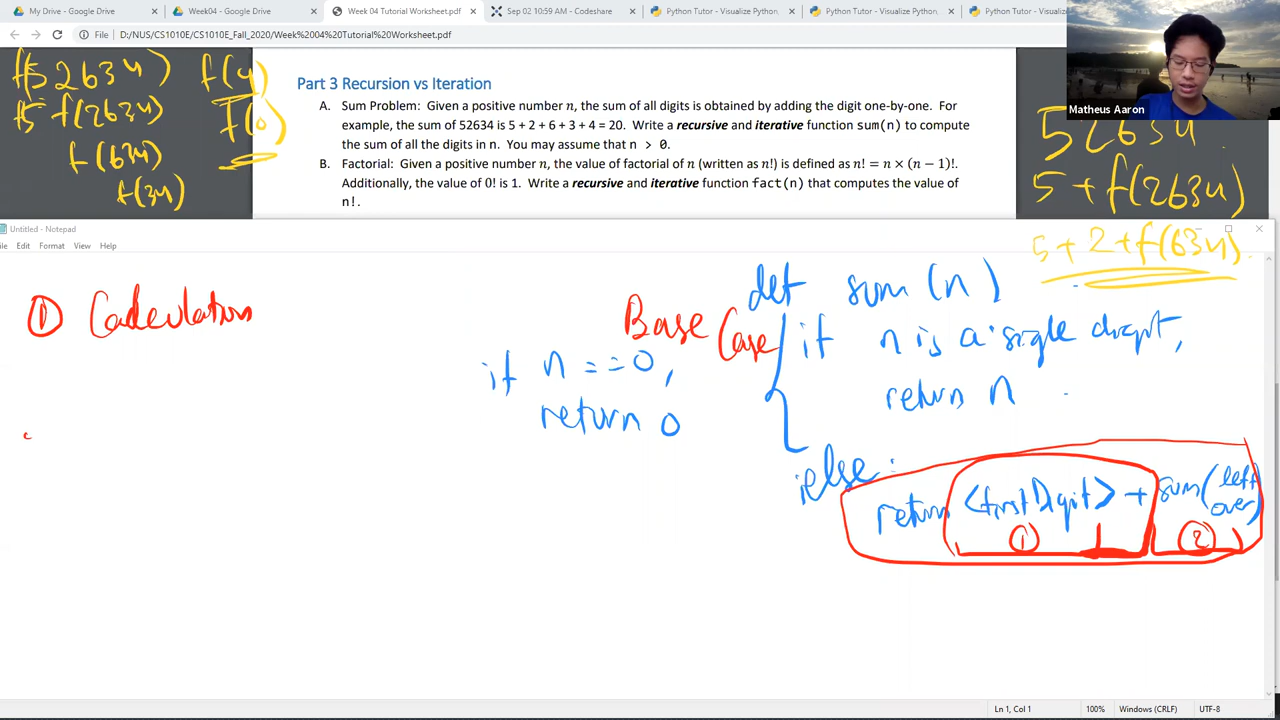 My Drive - Google Drive
Week04 - Google Drive
Week 04 Tutorial Worksheet.pdf
Sep 02 10:59 AM - Codeshare
Python Tutor - Visualize Python,
Python Tutor - Visualize Python,
Python Tutor - Visualize
File
D:/NUS/CS1010E/CS1010E_Fall_2020/Week%2004%20Tutorial%20Worksheet.pdf
Matheus Aaron
f(52634)
f(4)
5 f(2634)
f(0)
f(634)
f(34)
Part 3 Recursion vs Iteration
A. Sum Problem: Given a positive number n, the sum of all digits is obtained by adding the digit one-by-one. For
example, the sum of 52634 is 5 + 2 + 6 + 3 + 4 = 20. Write a recursive and iterative function sum(n) to compute
the sum of all the digits in n. You may assume that n > 0.
B. Factorial: Given a positive number n, the value of factorial of n (written as n!) is defined as n! = n × (n − 1)!.
Additionally, the value of 0! is 1. Write a recursive and iterative function fact(n) that computes the value of
n!.
52634
5 + f(2634)
5 + 2 + f(634)
Untitled - Notepad
File Edit Format View Help
① Calculation
Base Case
if n == 0,
return 0
def sum (n)
if n is a single digit,
return n
else:
return <first Digit> + sum(left over)
① ②
Ln 1, Col 1
100%
Windows (CRLF)
UTF-8